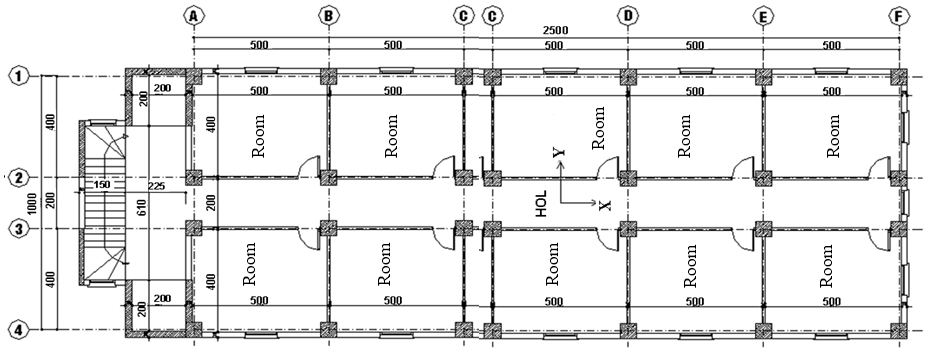 A B C C D E F
2500
500 500 500 500 500
1
200 500 500 500 500 500
400 200 400
Room Room Room Room Room
Y
2
150 225
1000 200 610 200 HOL X
3
Room Room Room Room Room
400 400
200 200 500 500 500 500 500
4